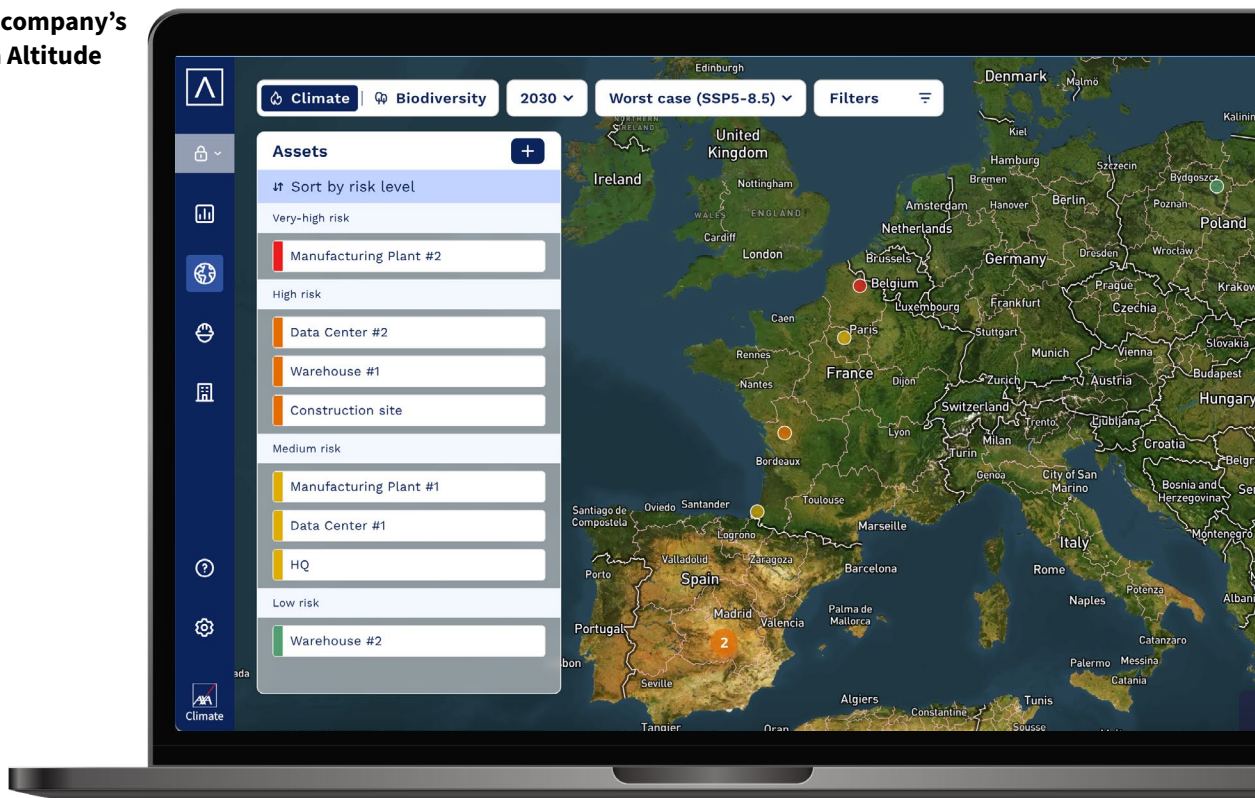 company's
Altitude
Climate | Biodiversity
2030
Worst case (SSP5-8.5)
Filters
Assets
+
Sort by risk level
Very-high risk
Manufacturing Plant #2
High risk
Data Center #2
Warehouse #1
Construction site
Medium risk
Manufacturing Plant #1
Data Center #1
HQ
Low risk
Warehouse #2
AXA
Climate
Edinburgh
Denmark
Malmö
NORTHERN
IRELAND
United
Kingdom
Kiel
Ireland
Nottingham
Hamburg
Szczecin
Bremen
Bydgoszcz
Amsterdam
Hanover
Berlin
Poznan
WALES
ENGLAND
Poland
Netherlands
Cardiff
London
Brussels
Germany
Dresden
Wrocław
Belgium
Prague
Luxembourg
Frankfurt
Czechia
Caen
Paris
Stuttgart
Slovakia
Rennes
Munich
Vienna
Nantes
France
Dijon
Zurich
Austria
Budapest
Switzerland
Hungary
Trento
Ljubljana
Lyon
Milan
Croatia
Turin
Bordeaux
Genoa
City of San
Marino
Bosnia and
Herzegovina
Toulouse
Santiago de
Compostela
Oviedo
Santander
Marseille
Montenegro
Logroño
Italy
Valladolid
Zaragoza
Porto
Spain
Barcelona
Rome
Potenza
Naples
Madrid
Valencia
Palma de
Mallorca
Portugal
2
Catanzaro
Palermo
Messina
Seville
Catania
Algiers
Constantine
Tunis
Tangier
Oran
Sousse